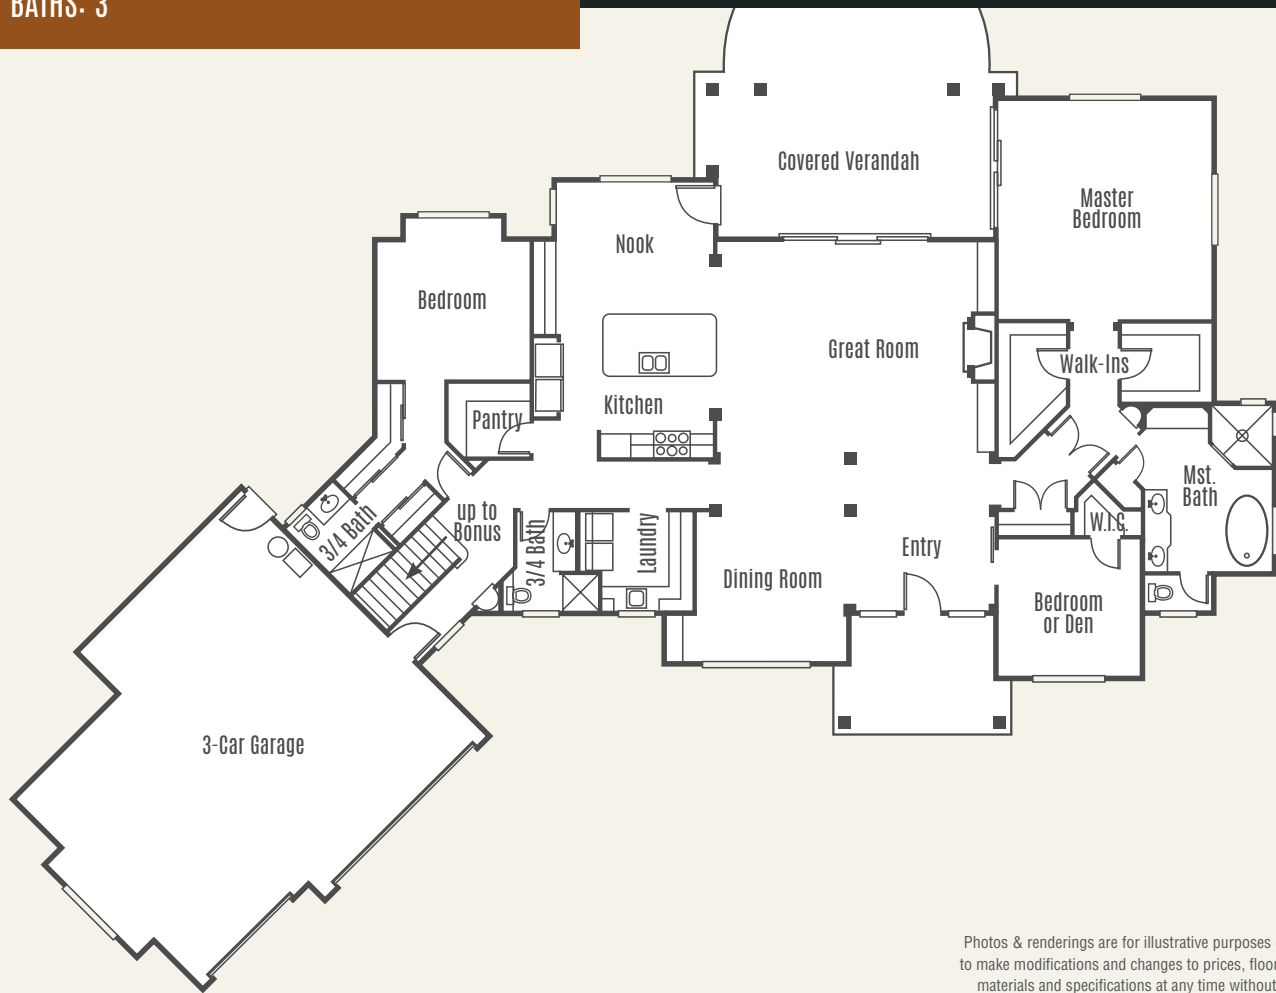 BATHS: 3
Covered Verandah
Master
Bedroom
Nook
Bedroom
Great Room
Walk-Ins
Kitchen
Pantry
Mst.
Bath
up to
Bonus
3/4 Bath
3/4 Bath
Laundry
W.I.C.
Entry
Dining Room
Bedroom
or Den
3-Car Garage
Photos & renderings are for illustrative purposes
to make modifications and changes to prices, floor
materials and specifications at any time without